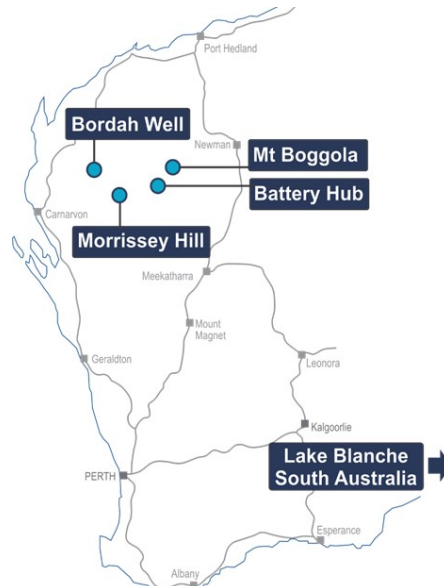 Port Hedland
Bordah Well
Newman
Mt Boggola
Battery Hub
Carnarvon
Morrissey Hill
Meekatharra
Mount
Magnet
Geraldton
Leonora
Kalgoorlie
Lake Blanche
South Australia
PERTH
Esperance
Albany